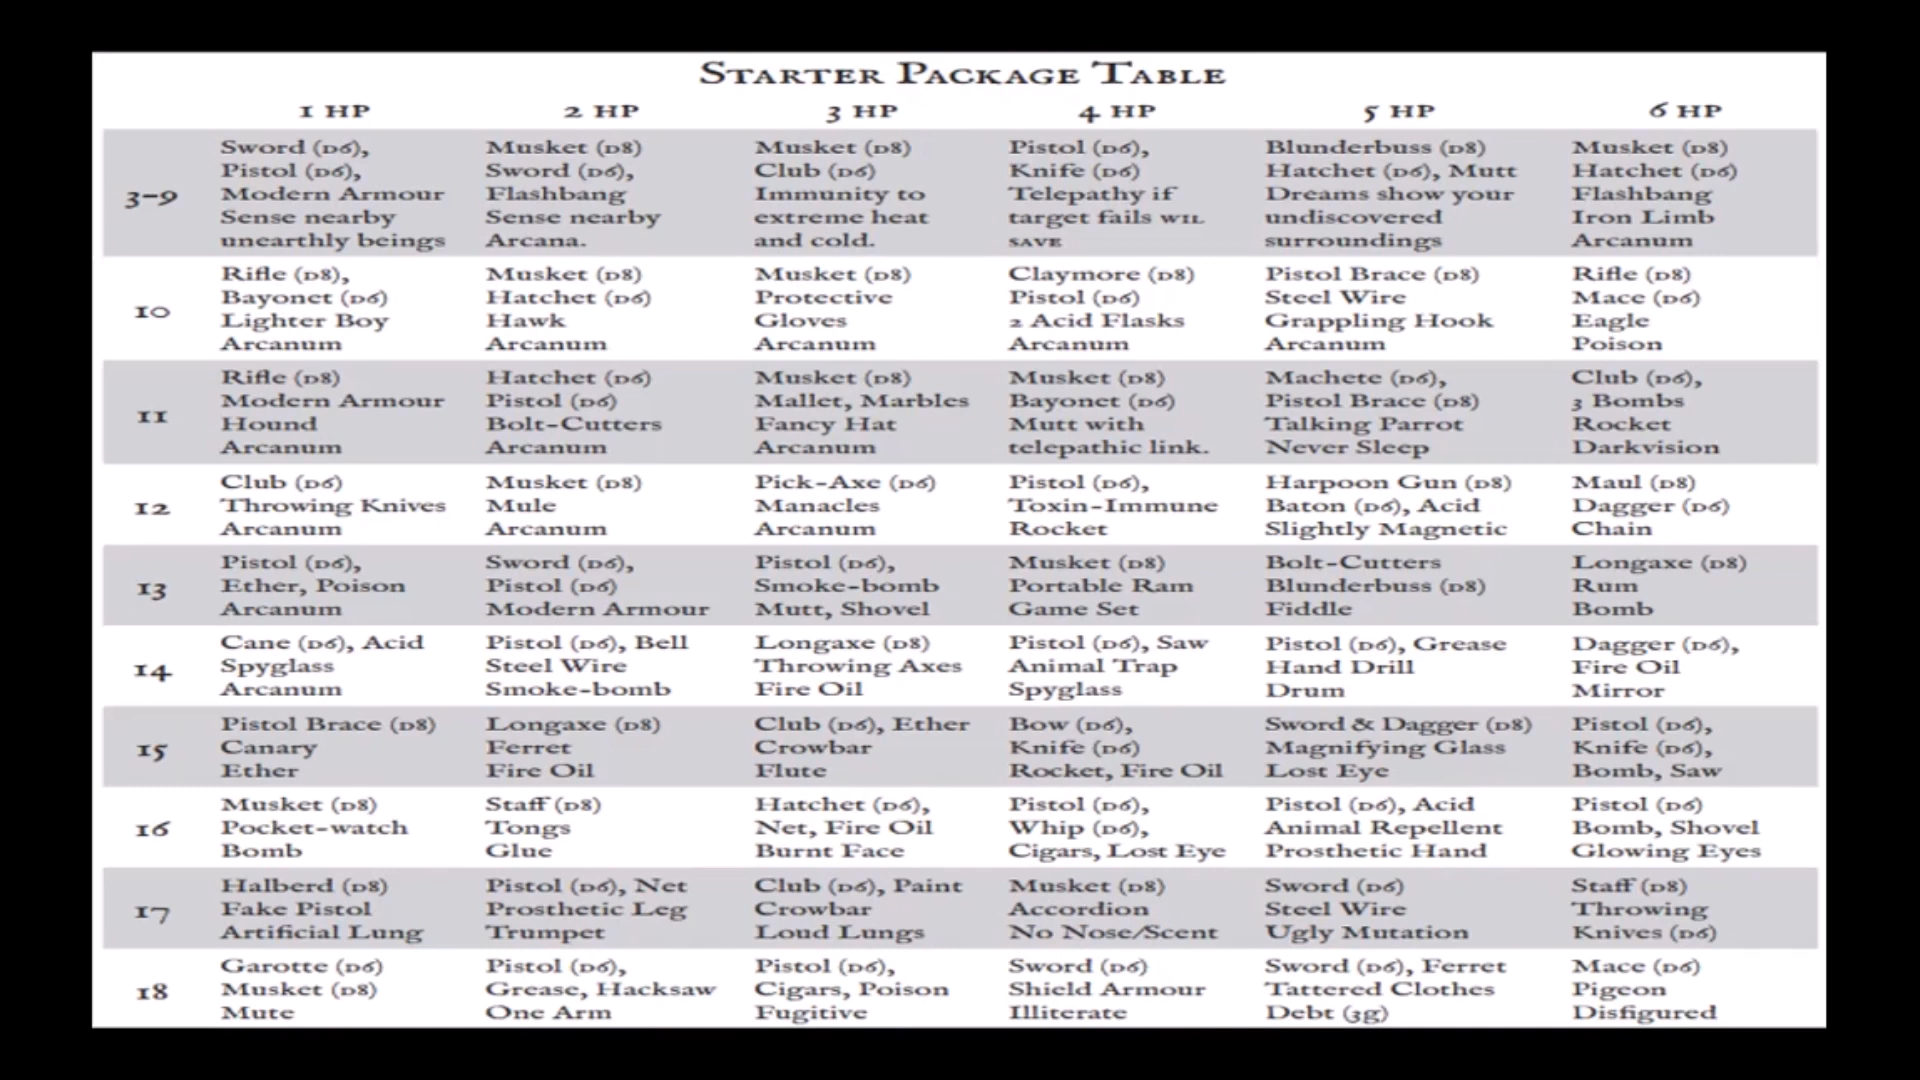 Starter Package Table
1 HP 2 HP 3 HP 4 HP 5 HP 6 HP
3-9
Sword (D6),
Pistol (D6),
Modern Armour
Sense nearby
unearthly beings
Musket (D8)
Sword (D6),
Flashbang
Sense nearby
Arcana.
Musket (D8)
Club (D6)
Immunity to
extreme heat
and cold.
Pistol (D6),
Knife (D6)
Telepathy if
target fails WIL
SAVE
Blunderbuss (D8)
Hatchet (D6), Mutt
Dreams show your
undiscovered
surroundings
Musket (D8)
Hatchet (D6)
Flashbang
Iron Limb
Arcanum
10
Rifle (D8),
Bayonet (D6)
Lighter Boy
Arcanum
Musket (D8)
Hatchet (D6)
Hawk
Arcanum
Musket (D8)
Protective
Gloves
Arcanum
Claymore (D8)
Pistol (D6)
2 Acid Flasks
Arcanum
Pistol Brace (D8)
Steel Wire
Grappling Hook
Arcanum
Rifle (D8)
Mace (D6)
Eagle
Poison
11
Rifle (D8)
Modern Armour
Hound
Arcanum
Hatchet (D6)
Pistol (D6)
Bolt-Cutters
Arcanum
Musket (D8)
Mallet, Marbles
Fancy Hat
Arcanum
Musket (D8)
Bayonet (D6)
Mutt with
telepathic link.
Machete (D6),
Pistol Brace (D8)
Talking Parrot
Never Sleep
Club (D6),
3 Bombs
Rocket
Darkvision
12
Club (D6)
Throwing Knives
Arcanum
Musket (D8)
Mule
Arcanum
Pick-Axe (D6)
Manacles
Arcanum
Pistol (D6),
Toxin-Immune
Rocket
Harpoon Gun (D8)
Baton (D6), Acid
Slightly Magnetic
Maul (D8)
Dagger (D6)
Chain
13
Pistol (D6),
Ether, Poison
Arcanum
Sword (D6),
Pistol (D6)
Modern Armour
Pistol (D6),
Smoke-bomb
Mutt, Shovel
Musket (D8)
Portable Ram
Game Set
Bolt-Cutters
Blunderbuss (D8)
Fiddle
Longaxe (D8)
Rum
Bomb
14
Cane (D6), Acid
Spyglass
Arcanum
Pistol (D6), Bell
Steel Wire
Smoke-bomb
Longaxe (D8)
Throwing Axes
Fire Oil
Pistol (D6), Saw
Animal Trap
Spyglass
Pistol (D6), Grease
Hand Drill
Drum
Dagger (D6),
Fire Oil
Mirror
15
Pistol Brace (D8)
Canary
Ether
Longaxe (D8)
Ferret
Fire Oil
Club (D6), Ether
Crowbar
Flute
Bow (D6),
Knife (D6)
Rocket, Fire Oil
Sword & Dagger (D8)
Magnifying Glass
Lost Eye
Pistol (D6),
Knife (D6),
Bomb, Saw
16
Musket (D8)
Pocket-watch
Bomb
Staff (D8)
Tongs
Glue
Hatchet (D6),
Net, Fire Oil
Burnt Face
Pistol (D6),
Whip (D6),
Cigars, Lost Eye
Pistol (D6), Acid
Animal Repellent
Prosthetic Hand
Pistol (D6)
Bomb, Shovel
Glowing Eyes
17
Halberd (D8)
Fake Pistol
Artificial Lung
Pistol (D6), Net
Prosthetic Leg
Trumpet
Club (D6), Paint
Crowbar
Loud Lungs
Musket (D8)
Accordion
No Nose/Scent
Sword (D6)
Steel Wire
Ugly Mutation
Staff (D8)
Throwing
Knives (D6)
18
Garotte (D6)
Musket (D8)
Mute
Pistol (D6),
Grease, Hacksaw
One Arm
Pistol (D6),
Cigars, Poison
Fugitive
Sword (D6)
Shield Armour
Illiterate
Sword (D6), Ferret
Tattered Clothes
Debt (3g)
Mace (D6)
Pigeon
Disfigured